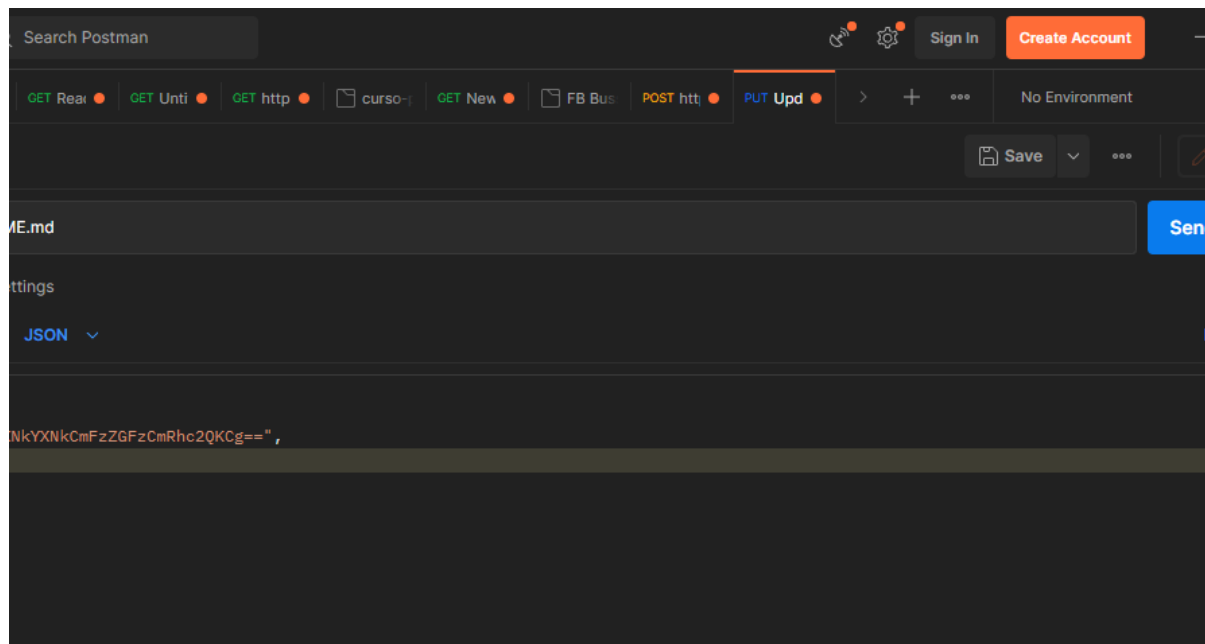 Search Postman
Sign In
Create Account
GET Rea
GET Unti
GET http
curso-
GET New
FB Bus
POST htt
PUT Upd
No Environment
Save
ME.md
Sen
ettings
JSON
NkYXNkCmFzZGFzCmRhc2QKCg==",